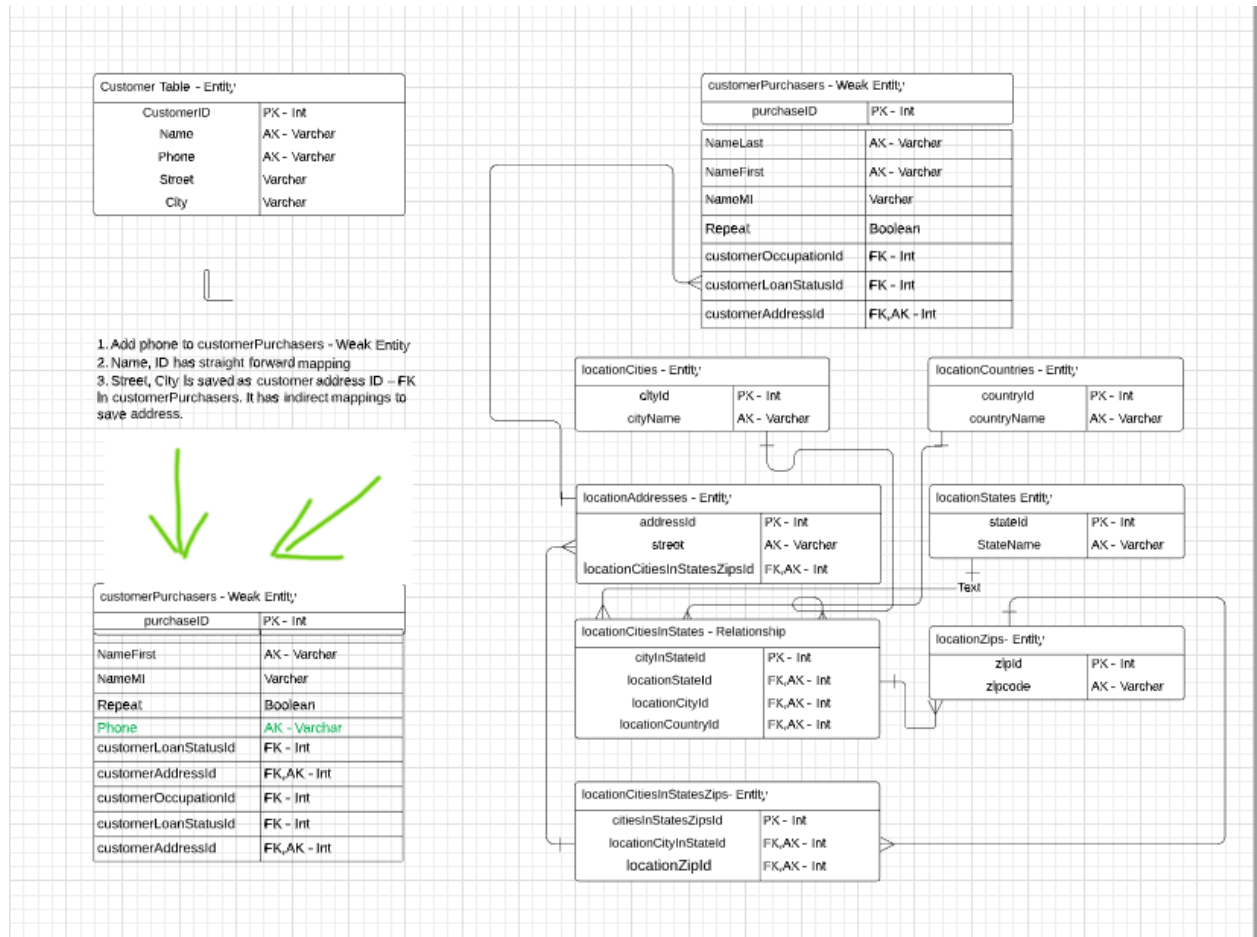 Customer Table - Entity
CustomerID PK - Int
Name AK - Varchar
Phone AK - Varchar
Street Varchar
City Varchar
1. Add phone to customerPurchasers - Weak Entity
2. Name, ID has straight forward mapping
3. Street, City is saved as customer address ID – FK
In customerPurchasers. It has indirect mappings to
save address.
customerPurchasers - Weak Entity
purchaseID PK - Int
NameFirst AK - Varchar
NameMI Varchar
Repeat Boolean
Phone AK - Varchar
customerLoanStatusId FK - Int
customerAddressId FK,AK - Int
customerOccupationId FK - Int
customerLoanStatusId FK - Int
customerAddressId FK,AK - Int
customerPurchasers - Weak Entity
purchaseID PK - Int
NameLast AK - Varchar
NameFirst AK - Varchar
NameMI Varchar
Repeat Boolean
customerOccupationId FK - Int
customerLoanStatusId FK - Int
customerAddressId FK,AK - Int
locationCities - Entity
cityId PK - Int
cityName AK - Varchar
locationCountries - Entity
countryId PK - Int
countryName AK - Varchar
locationAddresses - Entity
addressId PK - Int
street AK - Varchar
locationCitiesInStatesZipsId FK,AK - Int
locationStates Entity
stateId PK - Int
StateName AK - Varchar
Text
locationCitiesInStates - Relationship
cityInStateId PK - Int
locationStateId FK,AK - Int
locationCityId FK,AK - Int
locationCountryId FK,AK - Int
locationZips- Entity
zipId PK - Int
zipcode AK - Varchar
locationCitiesInStatesZips- Entity
citiesInStatesZipsId PK - Int
locationCityInStateId FK,AK - Int
locationZipId FK,AK - Int